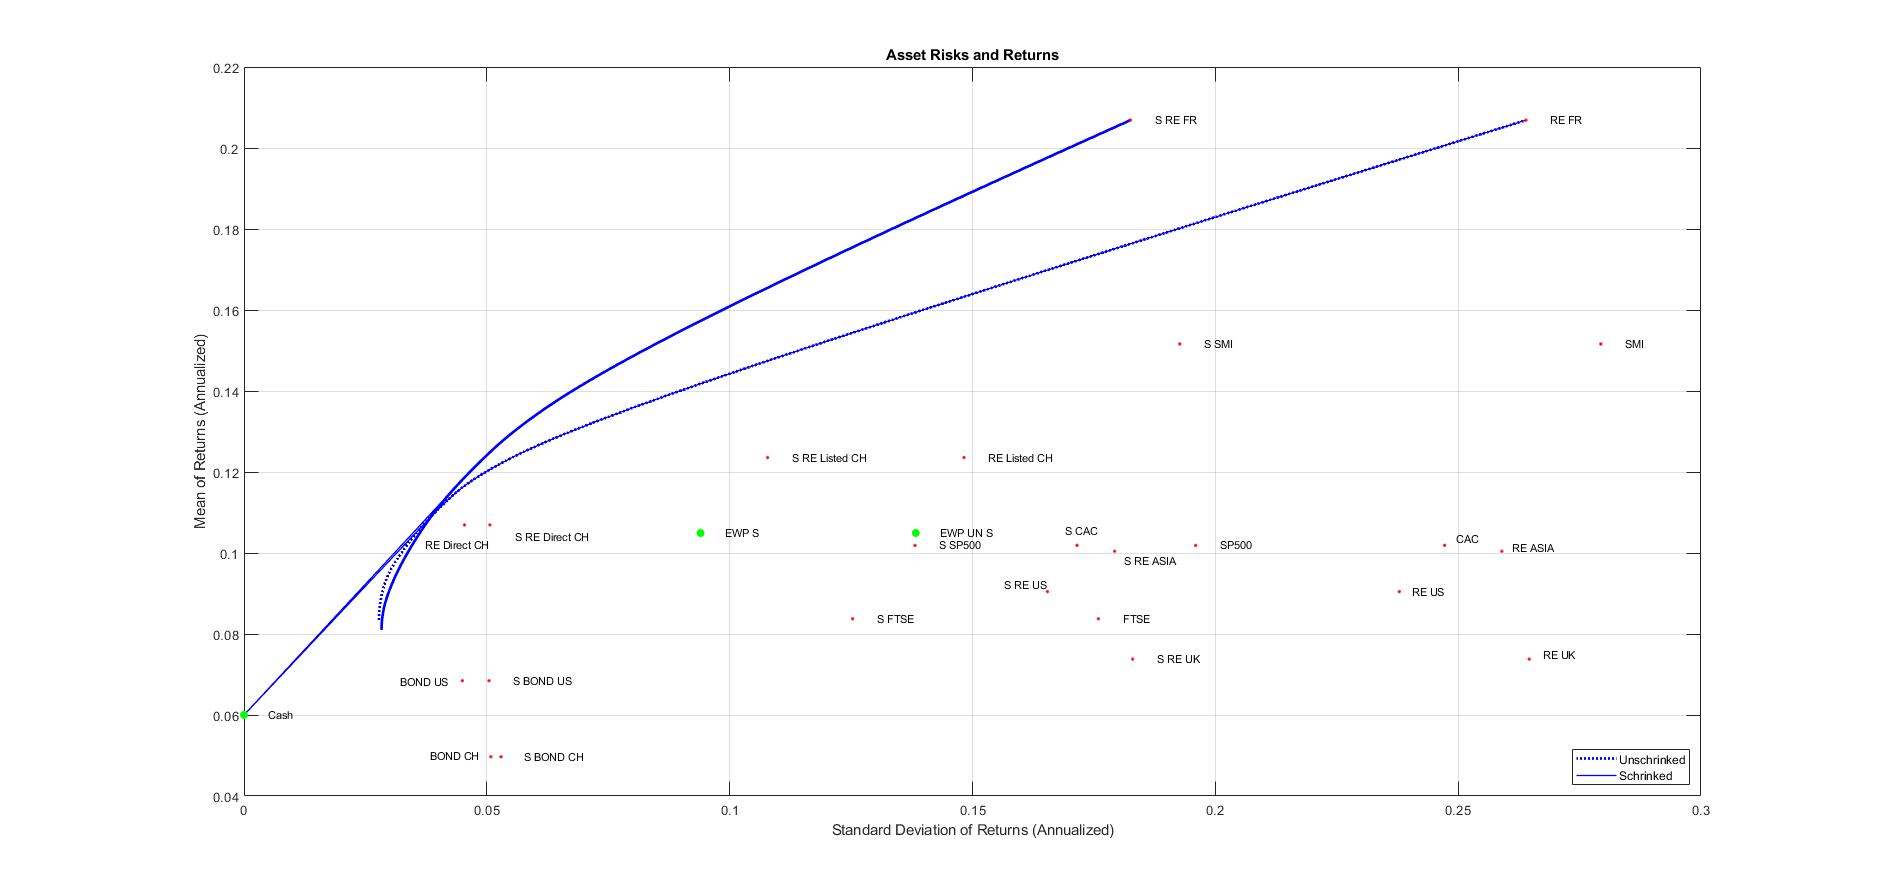 Asset Risks and Returns
0.22
S RE FR
RE FR
0.2
0.18
0.16
S SMI
SMI
0.14
S RE Listed CH
RE Listed CH
0.12
Mean of Returns (Annualized)
RE Direct CH
S RE Direct CH
EWP S
EWP UN S
S SP500
S CAC
S RE ASIA
SP500
CAC
RE ASIA
0.1
S RE US
RE US
S FTSE
FTSE
0.08
S RE UK
RE UK
BOND US
S BOND US
0.06
Cash
BOND CH
S BOND CH
Unschrinked
Schrinked
0.04
0
0.05
0.1
0.15
0.2
0.25
0.3
Standard Deviation of Returns (Annualized)